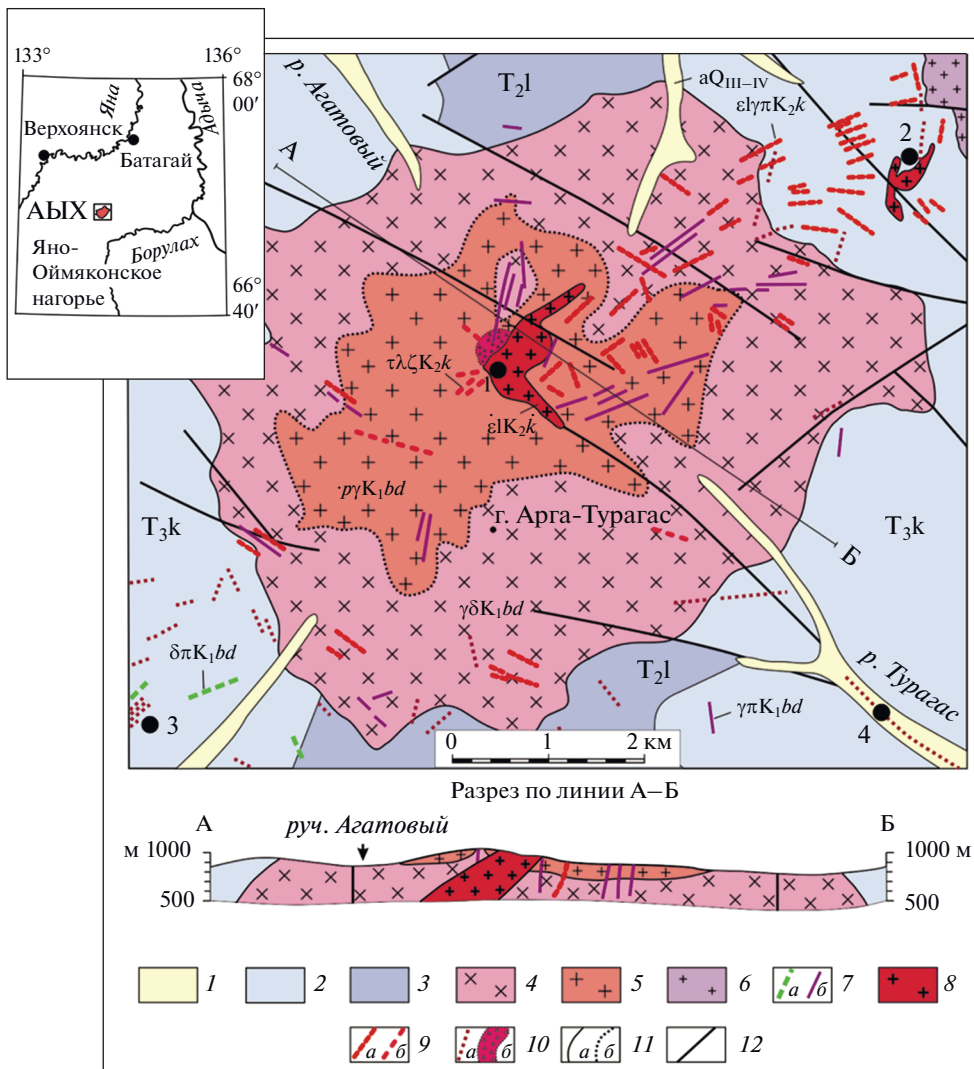 133° 136°
68°
00′
Яна
Адыча
Верхоянск
Батагай
АЫХ
Яно-
Оймяконское
нагорье
Борулах
66°
40′
р. Агатовый
T₂l
aQ_III–IV
εlγπK₂k
2
А
τλζK₂k
1
ε̇lK₂k
·pγK₁bd
г. Арга-Турагас
T₃k
T₃k
Б
γδK₁bd
δπK₁bd
T₂l
р. Турагас
γπK₁bd
3
4
0 1 2 км
Разрез по линии А–Б
А руч. Агатовый Б
м 1000 1000 м
500 500
1 2 3 4 5 6 а б 7 8
а б 9 а б 10 а б 11 12